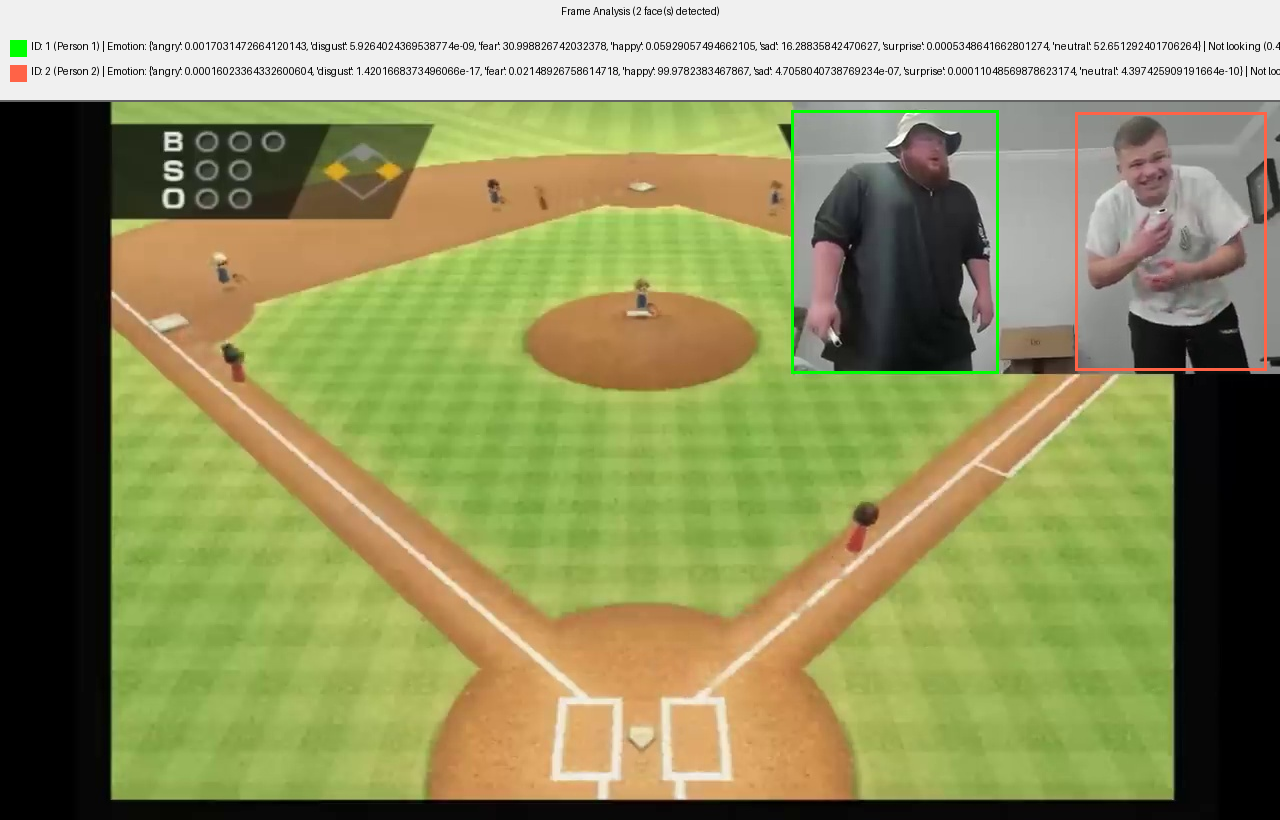 Frame Analysis (2 face(s) detected)
ID: 1 (Person 1) | Emotion: {'angry': 0.0017031472664120143, 'disgust': 5.9264024369538774e-09, 'fear': 30.998826742032378, 'happy': 0.05929057494662105, 'sad': 16.28835842470627, 'surprise': 0.0005348641662801274, 'neutral': 52.651292401706264} | Not looking (0.4
ID: 2 (Person 2) | Emotion: {'angry': 0.00016023364332600604, 'disgust': 1.4201668373496066e-17, 'fear': 0.02148926758614718, 'happy': 99.9782383467867, 'sad': 4.7058040738769234e-07, 'surprise': 0.00011048569878623174, 'neutral': 4.397425909191664e-10} | Not loo
B
S
O